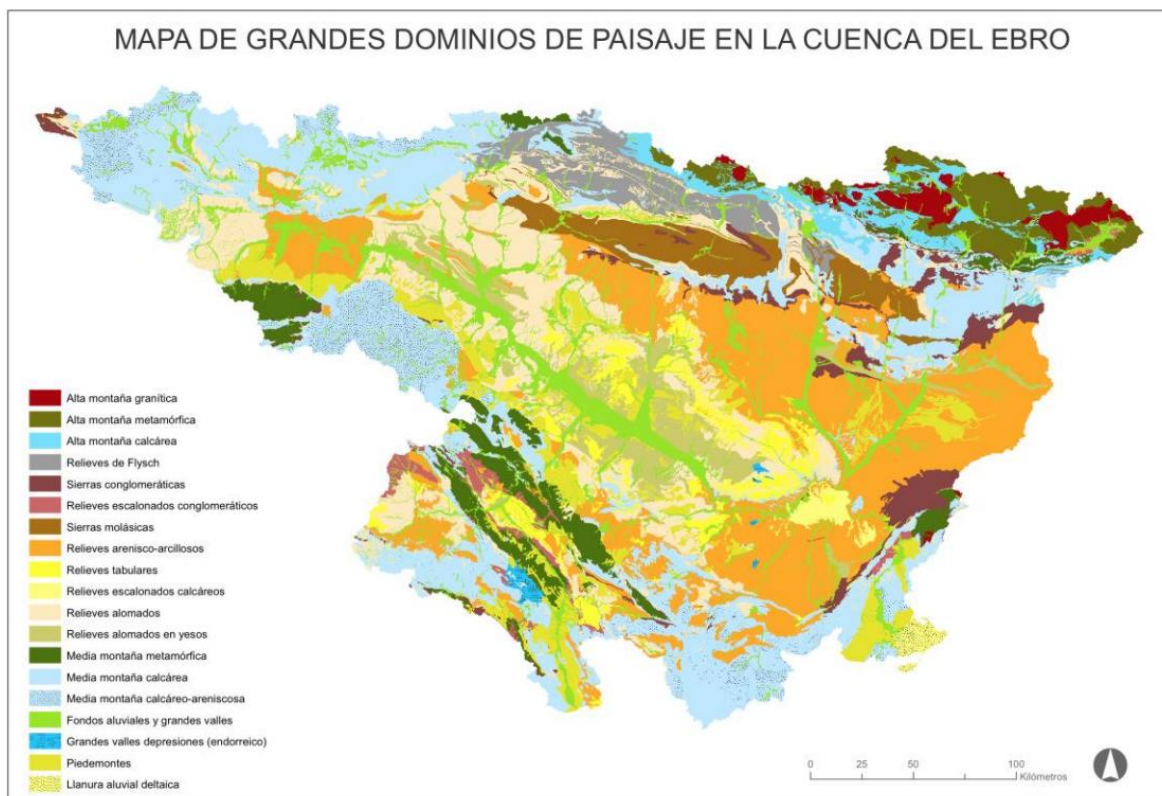 MAPA DE GRANDES DOMINIOS DE PAISAJE EN LA CUENCA DEL EBRO
Alta montaña granítica
Alta montaña metamórfica
Alta montaña calcárea
Relieves de Flysch
Sierras conglomeráticas
Relieves escalonados conglomeráticos
Sierras molásicas
Relieves arenisco-arcillosos
Relieves tabulares
Relieves escalonados calcáreos
Relieves alomados
Relieves alomados en yesos
Media montaña metamórfica
Media montaña calcárea
Media montaña calcáreo-areniscosa
Fondos aluviales y grandes valles
Grandes valles depresiones (endorreico)
Piedemontes
Llanura aluvial deltaica
0 25 50 100
Kilómetros